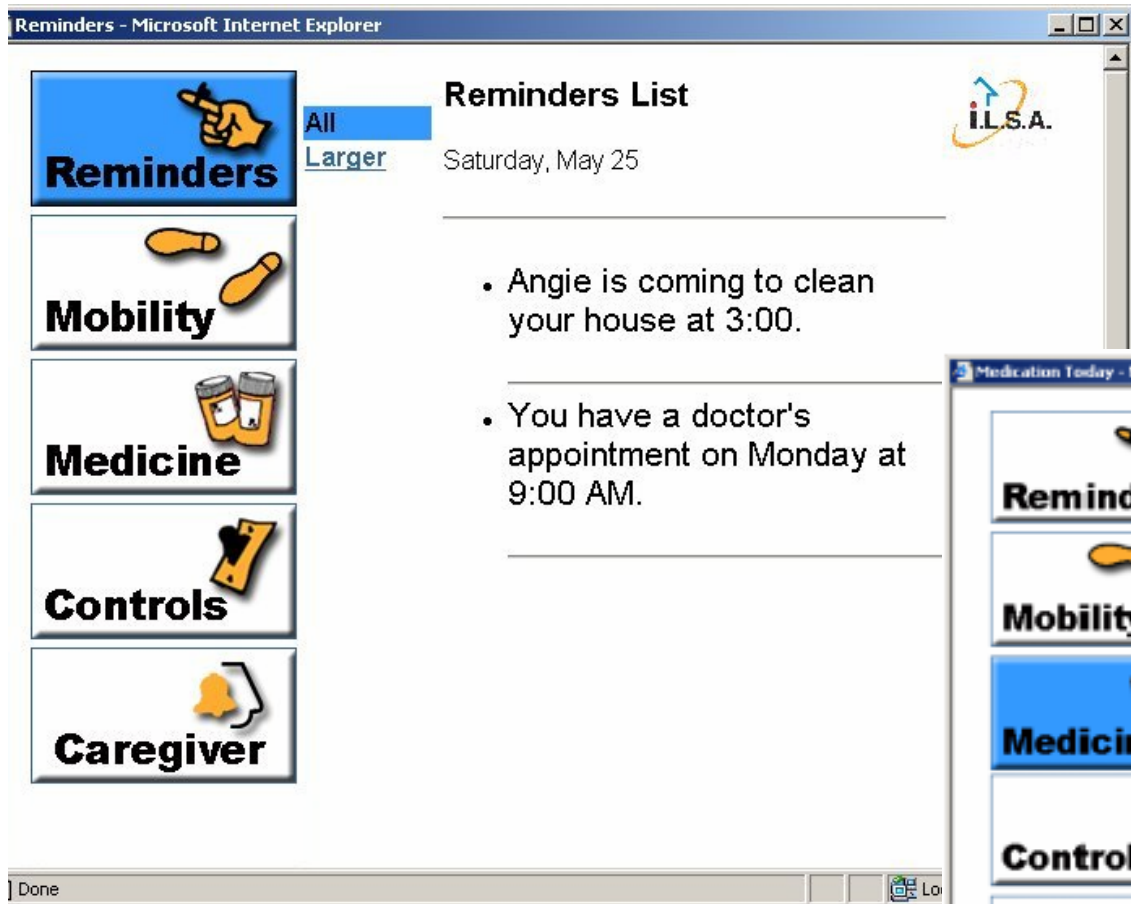 Reminders - Microsoft Internet Explorer
Reminders
All
Larger
Reminders List
Saturday, May 25
i.L.S.A.
Mobility
Medicine
Controls
Caregiver
• Angie is coming to clean
your house at 3:00.
• You have a doctor's
appointment on Monday at
9:00 AM.
Done
Lo
Medication Today -
Remind
Mobility
Medicin
Control